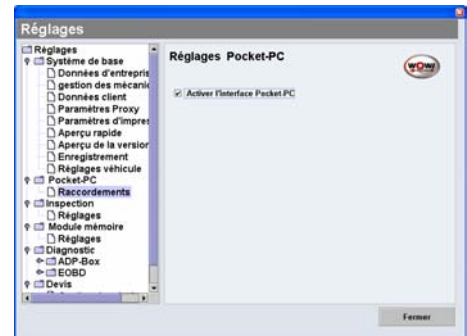 Réglages
Réglages
Système de base
Données d'entrepris
gestion des mécanic
Données client
Paramètres Proxy
Paramètres d'impres
Aperçu rapide
Aperçu de la version
Enregistrement
Réglages véhicule
Pocket-PC
Raccordements
Inspection
Réglages
Module mémoire
Réglages
Diagnostic
ADP-Box
EOBD
Devis
Réglages Pocket-PC
WOW!
Activer l'interface Pocket-PC
Fermer